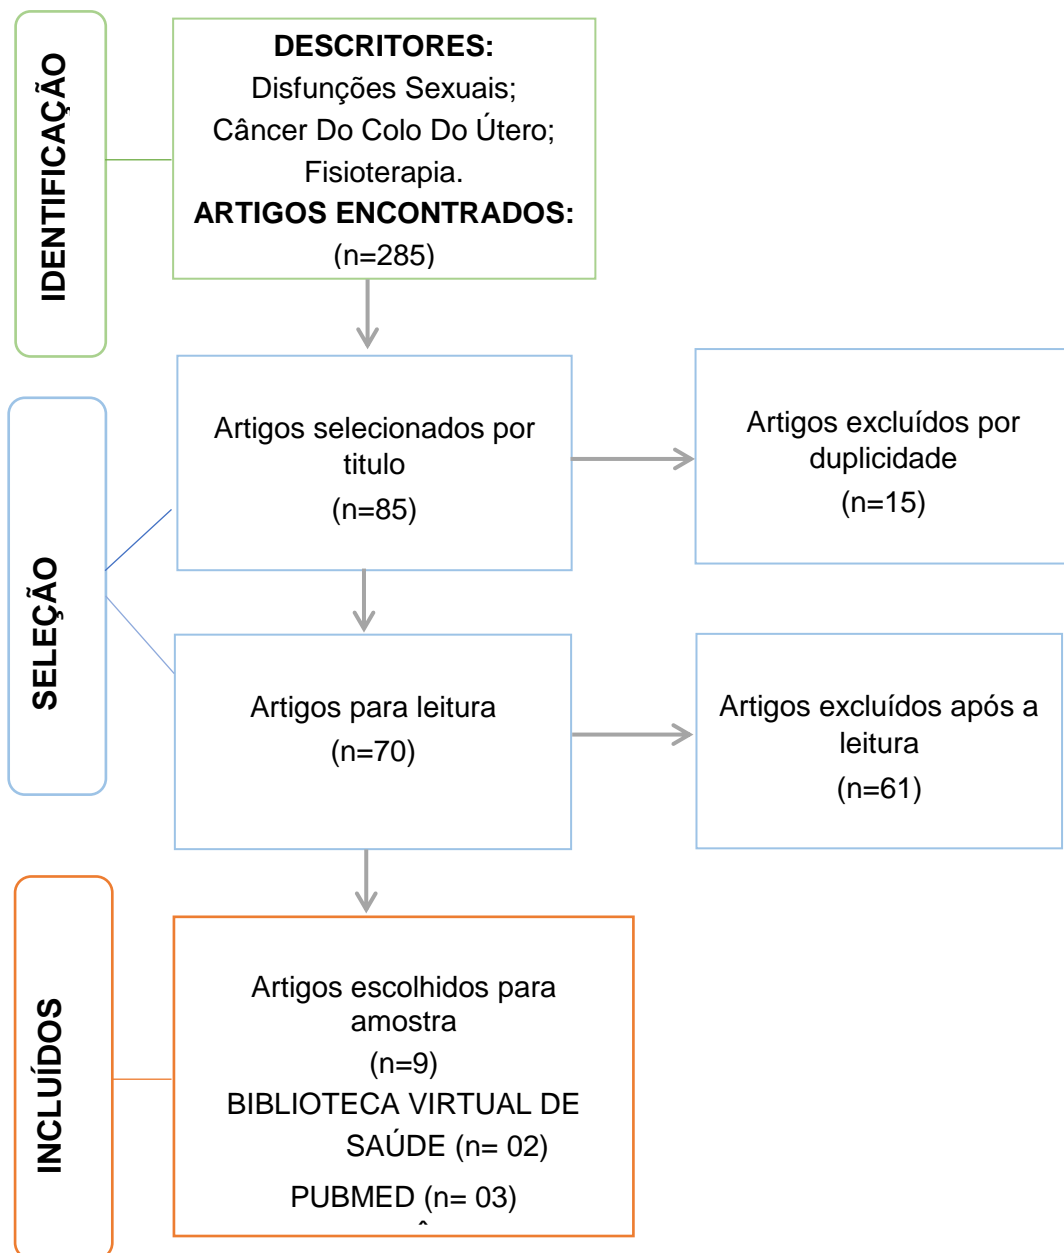 IDENTIFICAÇÃO
DESCRITORES:
Disfunções Sexuais;
Câncer Do Colo Do Útero;
Fisioterapia.
ARTIGOS ENCONTRADOS:
(n=285)
SELEÇÃO
Artigos selecionados por
titulo
(n=85)
Artigos excluídos por
duplicidade
(n=15)
Artigos para leitura
(n=70)
Artigos excluídos após a
leitura
(n=61)
INCLUÍDOS
Artigos escolhidos para
amostra
(n=9)
BIBLIOTECA VIRTUAL DE
SAÚDE (n= 02)
PUBMED (n= 03)